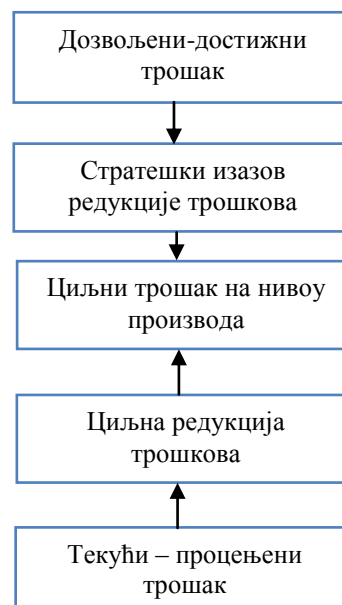 Дозвољени-достижни
трошак
Стратешки изазов
редукције трошкова
Циљни трошак на нивоу
производа
Циљна редукција
трошкова
Текући – процењени
трошак